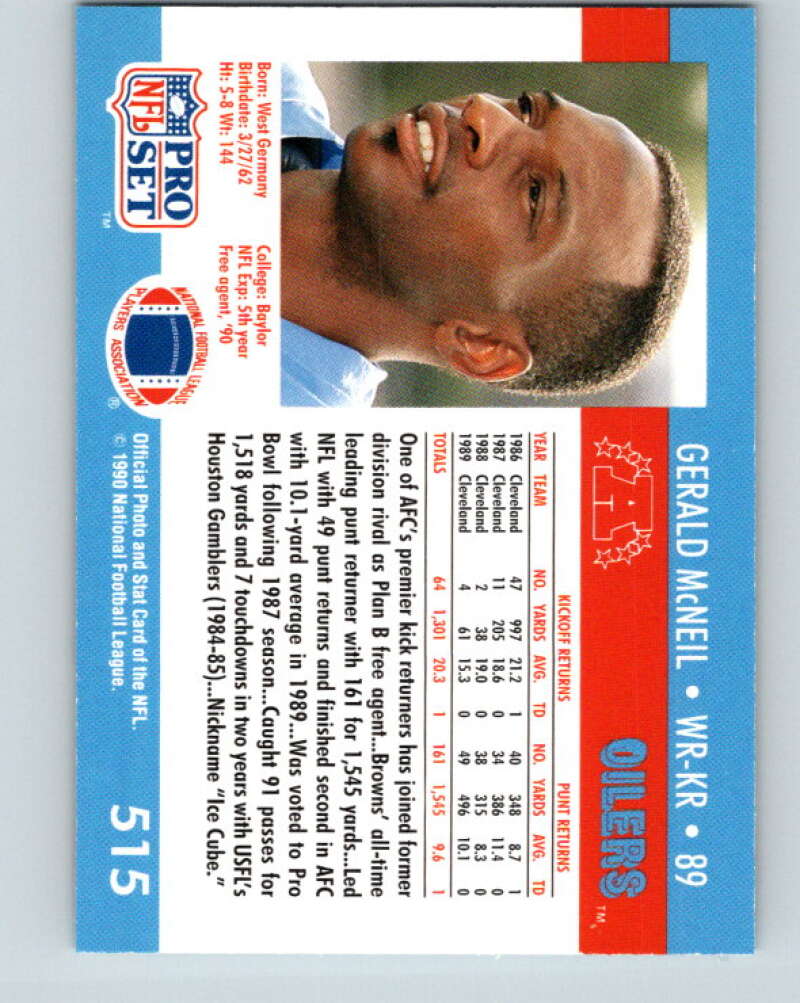 GERALD McNEIL • WR-KR • 89
A
OILERS™
KICKOFF RETURNS PUNT RETURNS
YEAR TEAM NO. YARDS AVG. TD NO. YARDS AVG. TD
1986 Cleveland 47 997 21.2 1 40 348 8.7 1
1987 Cleveland 11 205 18.6 0 34 386 11.4 0
1988 Cleveland 2 38 19.0 0 38 315 8.3 0
1989 Cleveland 4 61 15.3 0 49 496 10.1 0
TOTALS 64 1,301 20.3 1 161 1,545 9.6 1
One of AFC's premier kick returners has joined former
division rival as Plan B free agent...Browns' all-time
leading punt returner with 161 for 1,545 yards...Led
NFL with 49 punt returns and finished second in AFC
with 10.1-yard average in 1989...Was voted to Pro
Bowl following 1987 season...Caught 91 passes for
1,518 yards and 7 touchdowns in two years with USFL's
Houston Gamblers (1984-85)...Nickname "Ice Cube."
Born: West Germany
Birthdate: 3/27/62
Ht: 5-8 Wt: 144
College: Baylor
NFL Exp: 5th year
Free agent, '90
NFL
PRO
SET
™
NATIONAL FOOTBALL LEAGUE
PLAYERS ASSOCIATION
®
Official Photo and Stat Card of the NFL.
© 1990 National Football League.
515